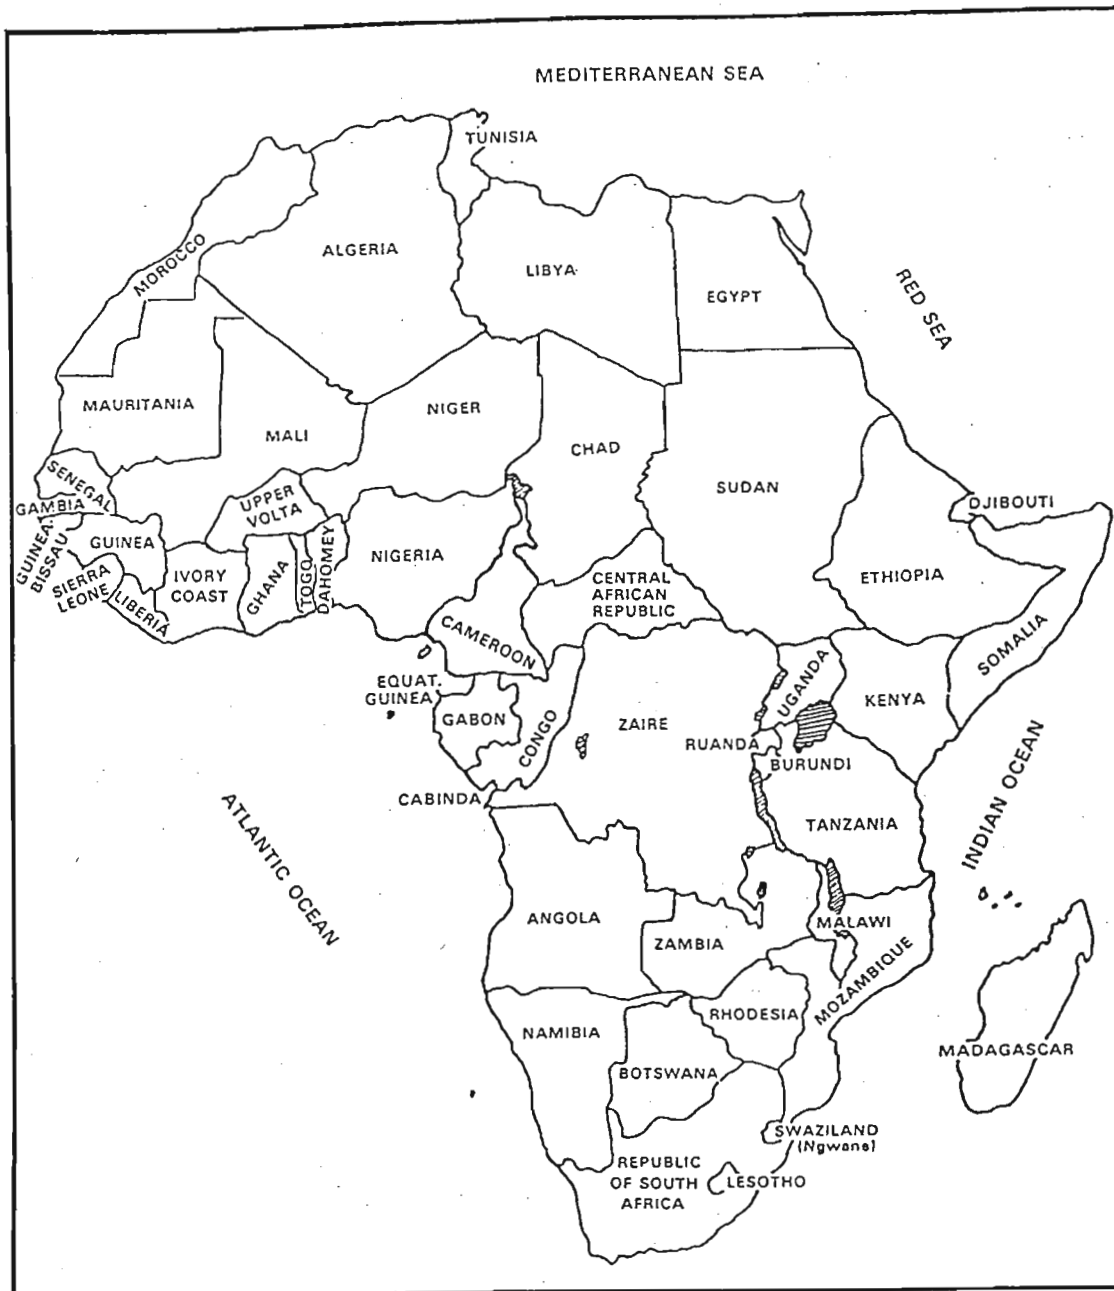 MEDITERRANEAN SEA
TUNISIA
MOROCCO
ALGERIA
LIBYA
EGYPT
RED SEA
MAURITANIA
MALI
NIGER
CHAD
SUDAN
SENEGAL
GAMBIA
GUINEA-
BISSAU
GUINEA
SIERRA
LEONE
LIBERIA
IVORY
COAST
UPPER
VOLTA
GHANA
TOGO
DAHOMEY
NIGERIA
CAMEROON
CENTRAL
AFRICAN
REPUBLIC
DJIBOUTI
ETHIOPIA
SOMALIA
EQUAT.
GUINEA
GABON
CONGO
ZAIRE
UGANDA
KENYA
RUANDA
BURUNDI
CABINDA
TANZANIA
ATLANTIC OCEAN
INDIAN OCEAN
ANGOLA
ZAMBIA
MALAWI
MOZAMBIQUE
NAMIBIA
RHODESIA
BOTSWANA
MADAGASCAR
SWAZILAND
(Ngwane)
REPUBLIC
OF SOUTH
AFRICA
LESOTHO